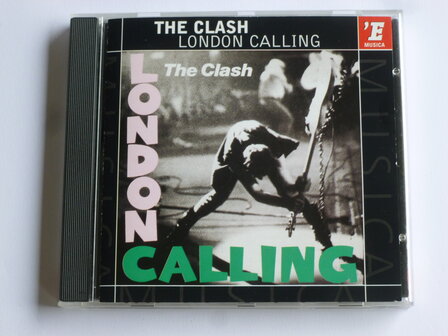 THE CLASH
LONDON CALLING
'E
MUSICA
The Clash
LONDON
CALLING
MUSICA
MUSICA